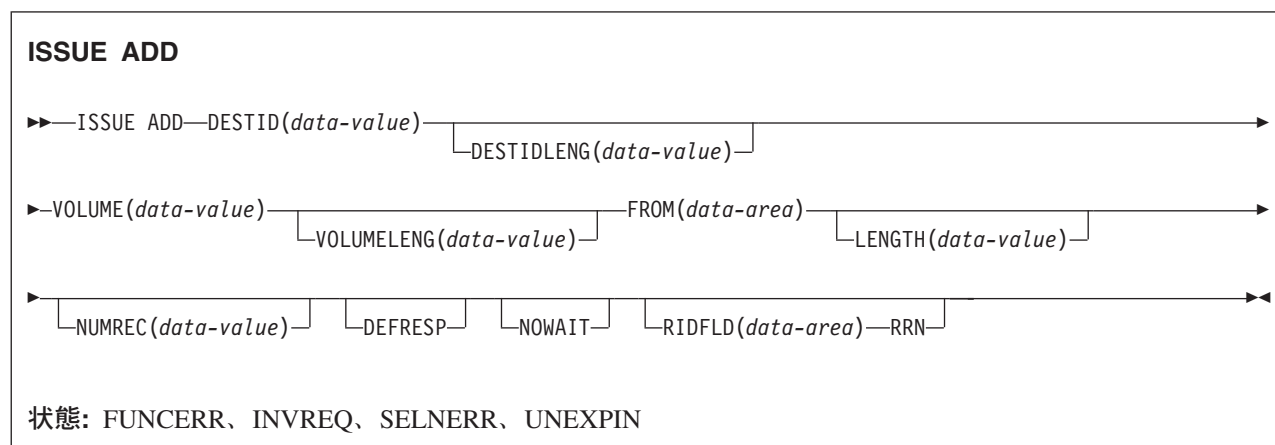 ISSUE ADD
ISSUE ADD DESTID(data-value)
DESTIDLENG(data-value)
VOLUME(data-value) FROM(data-area)
VOLUMELENG(data-value) LENGTH(data-value)
NUMREC(data-value) DEFRESP NOWAIT RIDFLD(data-area) RRN
状態: FUNCERR、INVREQ、SELNERR、UNEXPIN